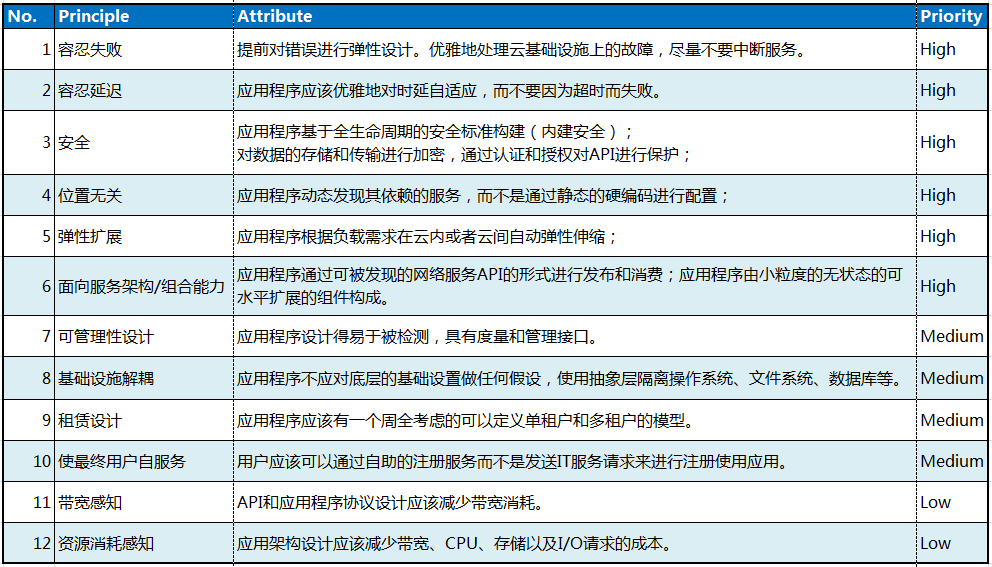 No. Principle Attribute Priority
1 容忍失败 提前对错误进行弹性设计。优雅地处理云基础设施上的故障，尽量不要中断服务。 High
2 容忍延迟 应用程序应该优雅地对时延自适应，而不要因为超时而失败。 High
3 安全 应用程序基于全生命周期的安全标准构建（内建安全）；
对数据的存储和传输进行加密，通过认证和授权对API进行保护； High
4 位置无关 应用程序动态发现其依赖的服务，而不是通过静态的硬编码进行配置； High
5 弹性扩展 应用程序根据负载需求在云内或者云间自动弹性伸缩； High
6 面向服务架构/组合能力 应用程序通过可被发现的网络服务API的形式进行发布和消费；应用程序由小粒度的无状态的可
水平扩展的组件构成。 High
7 可管理性设计 应用程序设计得易于被检测，具有度量和管理接口。 Medium
8 基础设施解耦 应用程序不应对底层的基础设置做任何假设，使用抽象层隔离操作系统、文件系统、数据库等。 Medium
9 租赁设计 应用程序应该有一个周全考虑的可以定义单租户和多租户的模型。 Medium
10 使最终用户自服务 用户应该可以通过自助的注册服务而不是发送IT服务请求来进行注册使用应用。 Medium
11 带宽感知 API和应用程序协议设计应该减少带宽消耗。 Low
12 资源消耗感知 应用架构设计应该减少带宽、CPU、存储以及I/O请求的成本。 Low